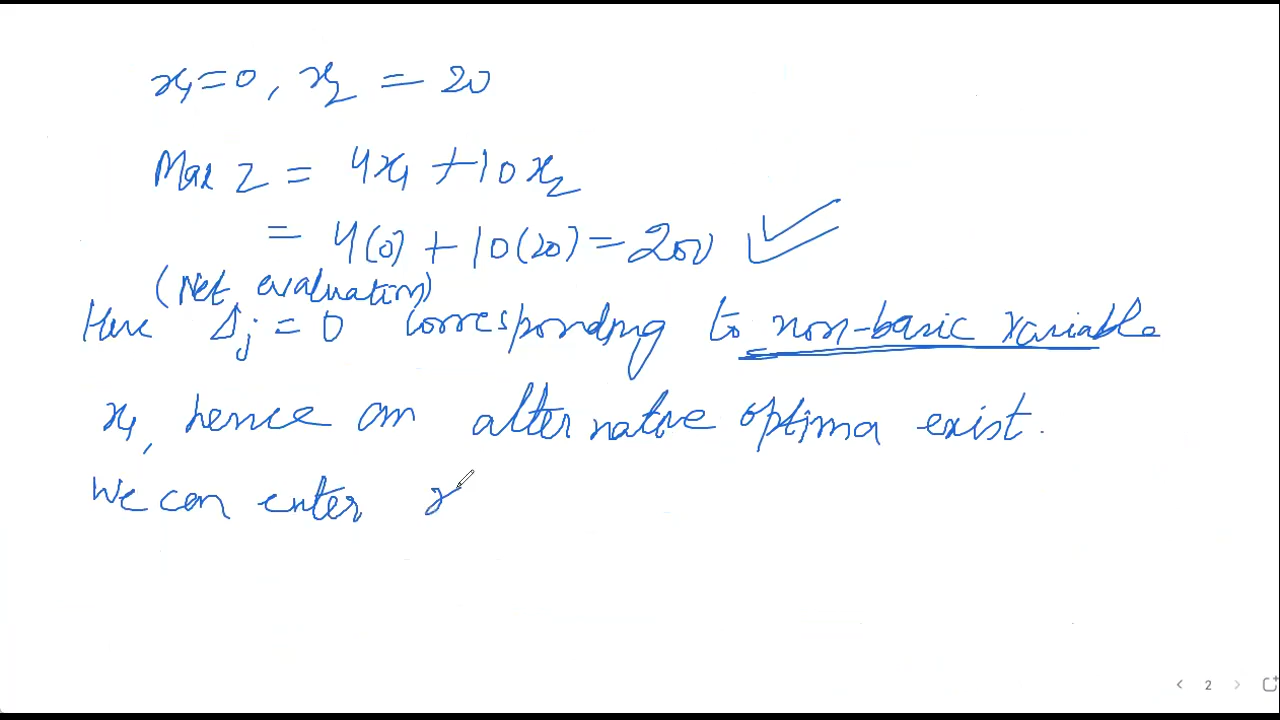 x₁=0, x₂ = 20
Max Z = 4x₁ +10x₂
= 4(0) + 10(20) = 200
(Net evaluation)
Here Δj = 0 corresponding to non-basic variable
x₁, hence an alternative optima exist.
We can enter x
2